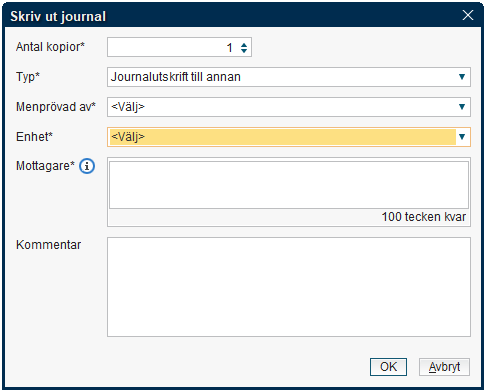 Skriv ut journal
Antal kopior* 1
Typ* Journalutskrift till annan
Menprövad av* <Välj>
Enhet* <Välj>
Mottagare*
100 tecken kvar
Kommentar
OK Avbryt